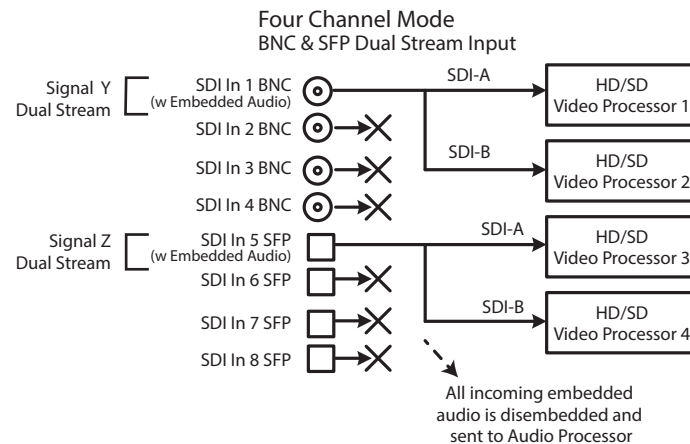 Four Channel Mode
BNC & SFP Dual Stream Input
Signal Y
Dual Stream
SDI In 1 BNC
(w Embedded Audio)
SDI In 2 BNC
SDI In 3 BNC
SDI In 4 BNC
SDI-A
HD/SD
Video Processor 1
SDI-B
HD/SD
Video Processor 2
Signal Z
Dual Stream
SDI In 5 SFP
(w Embedded Audio)
SDI In 6 SFP
SDI In 7 SFP
SDI In 8 SFP
SDI-A
HD/SD
Video Processor 3
SDI-B
HD/SD
Video Processor 4
All incoming embedded
audio is disembedded and
sent to Audio Processor